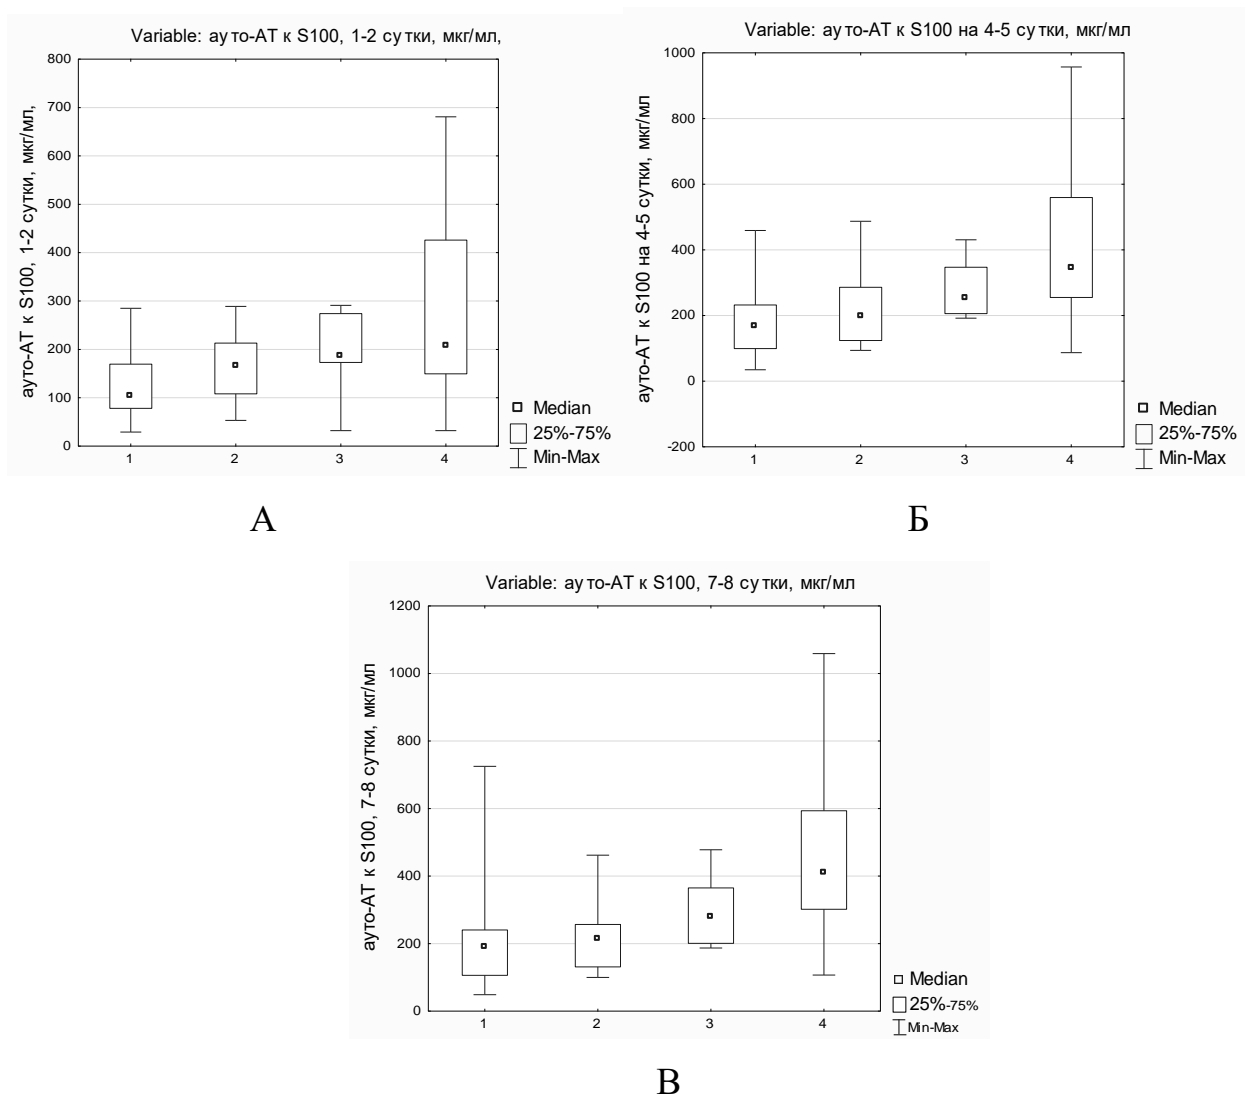 Variable: ауто-АТ к S100, 1-2 сутки, мкг/мл,
ауто-АТ к S100, 1-2 сутки, мкг/мл,
800
700
600
500
400
300
200
100
0
1 2 3 4
Median
25%-75%
Min-Max
А
Variable: ауто-АТ к S100 на 4-5 сутки, мкг/мл
ауто-АТ к S100 на 4-5 сутки, мкг/мл
1000
800
600
400
200
0
-200
1 2 3 4
Median
25%-75%
Min-Max
Б
Variable: ауто-АТ к S100, 7-8 сутки, мкг/мл
ауто-АТ к S100, 7-8 сутки, мкг/мл
1200
1000
800
600
400
200
0
1 2 3 4
Median
25%-75%
Min-Max
В